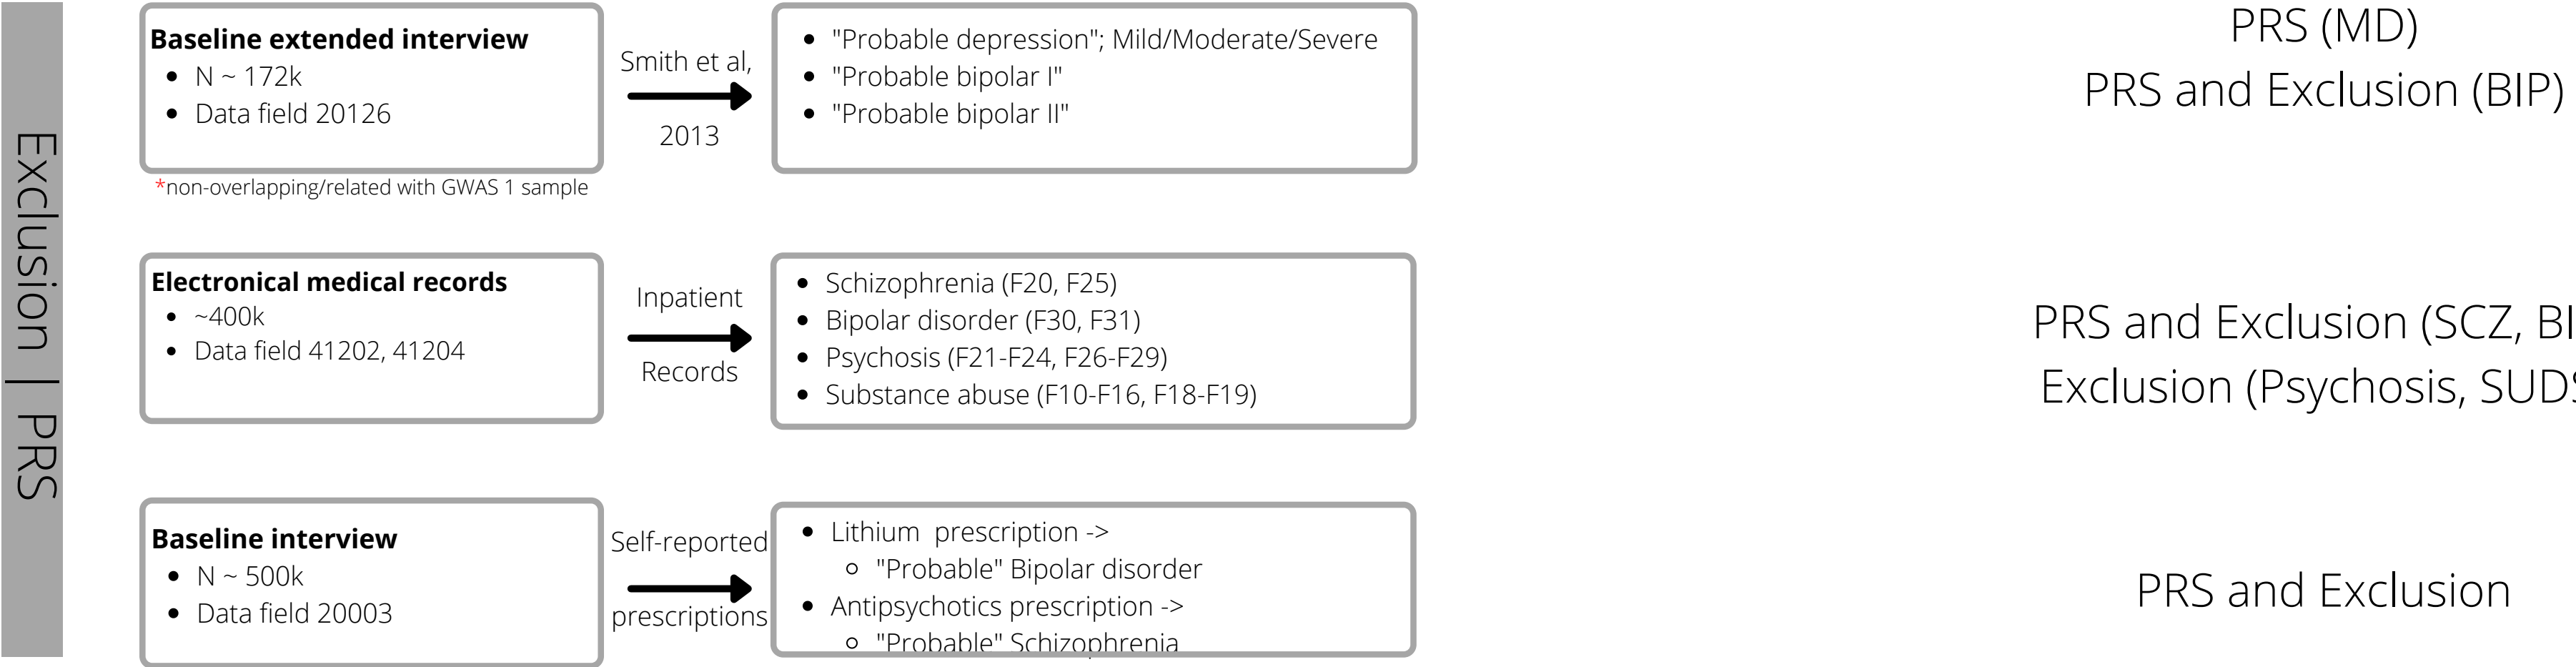 Exclusion | PRS
Baseline extended interview
• N ~ 172k
• Data field 20126
*non-overlapping/related with GWAS 1 sample
Smith et al,
2013
• "Probable depression"; Mild/Moderate/Severe
• "Probable bipolar I"
• "Probable bipolar II"
PRS (MD)
PRS and Exclusion (BIP)
Electronical medical records
• ~400k
• Data field 41202, 41204
Inpatient
Records
• Schizophrenia (F20, F25)
• Bipolar disorder (F30, F31)
• Psychosis (F21-F24, F26-F29)
• Substance abuse (F10-F16, F18-F19)
PRS and Exclusion (SCZ, BI
Exclusion (Psychosis, SUDS
Baseline interview
• N ~ 500k
• Data field 20003
Self-reported
prescriptions
• Lithium prescription ->
o "Probable" Bipolar disorder
• Antipsychotics prescription ->
o "Probable" Schizophrenia
PRS and Exclusion